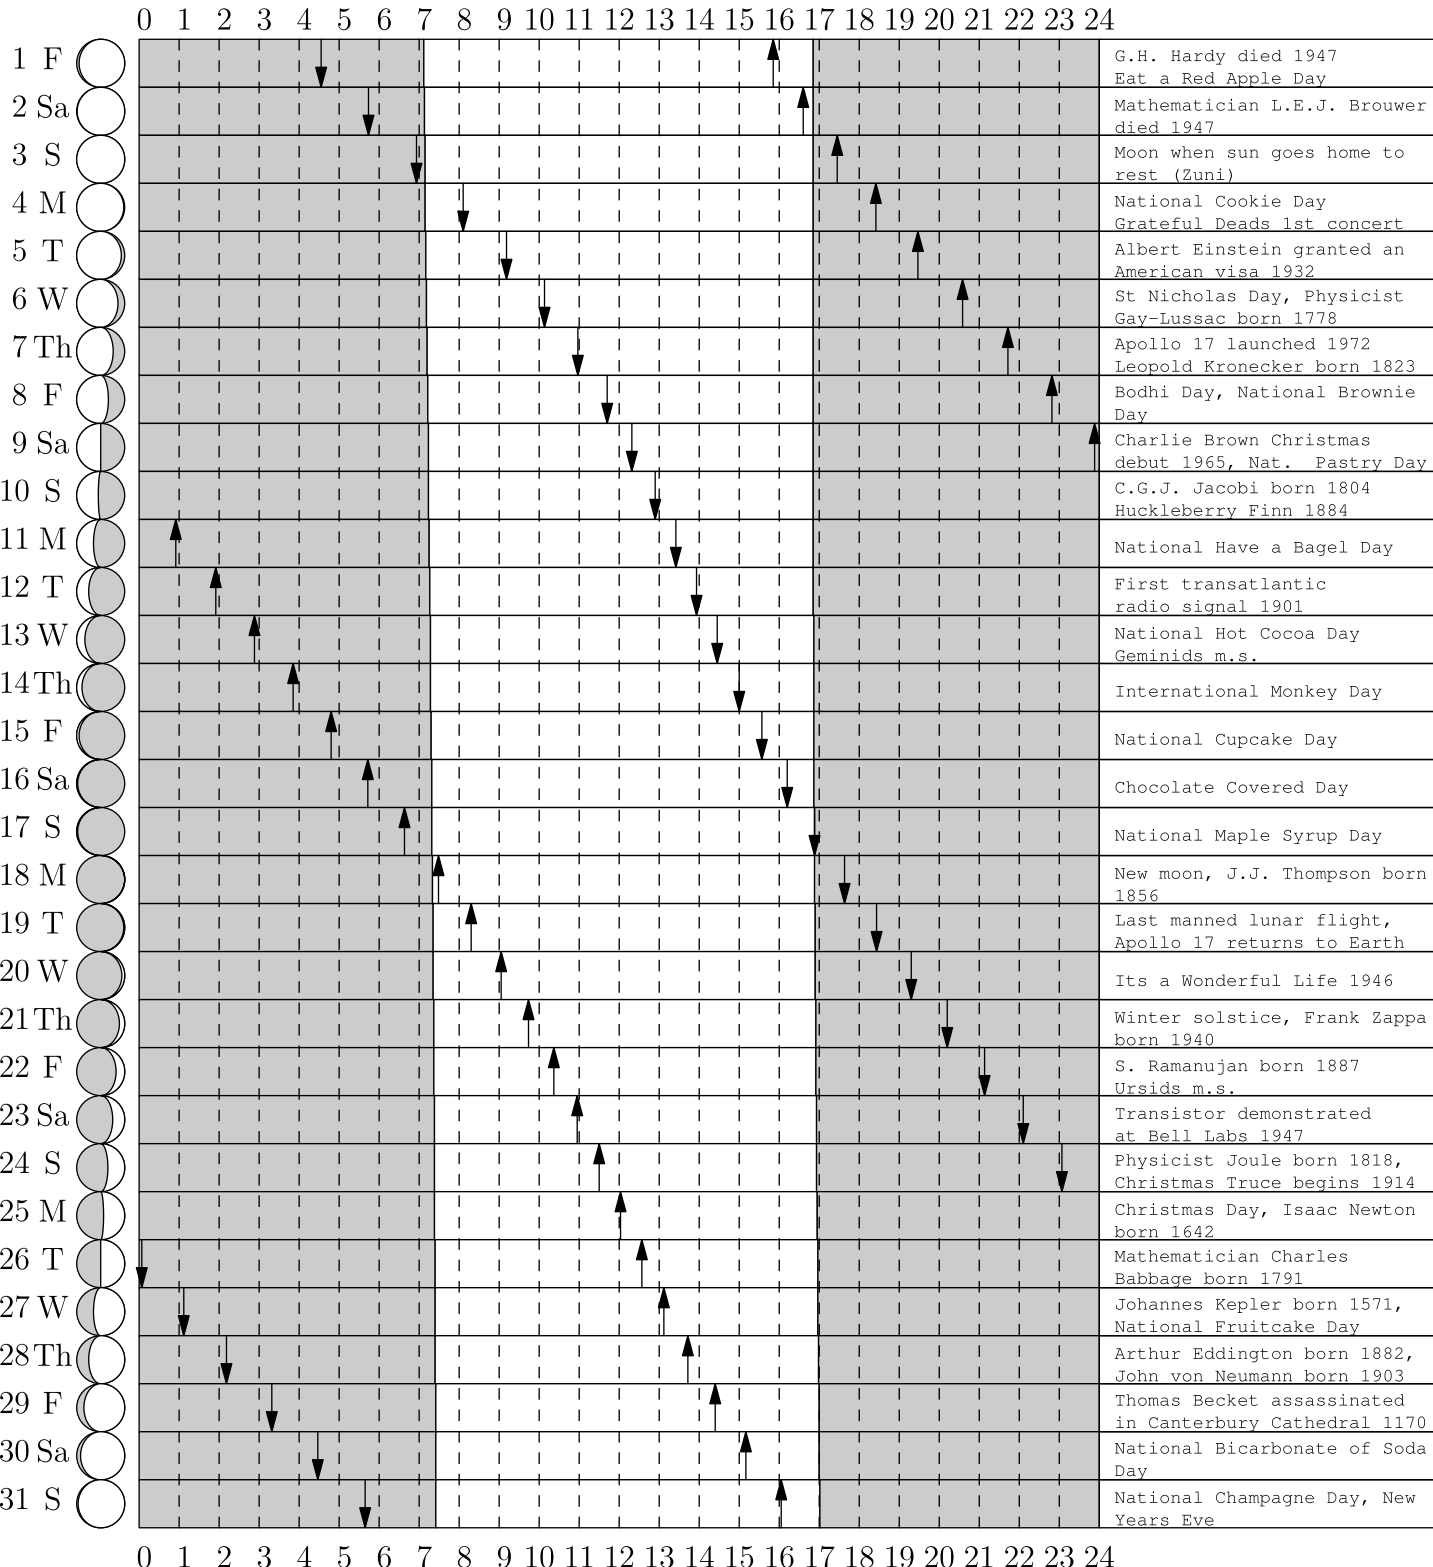 0 1 2 3 4 5 6 7 8 9 10 11 12 13 14 15 16 17 18 19 20 21 22 23 24
1 F G.H. Hardy died 1947
Eat a Red Apple Day
2 Sa Mathematician L.E.J. Brouwer
died 1947
3 S Moon when sun goes home to
rest (Zuni)
4 M National Cookie Day
Grateful Deads 1st concert
5 T Albert Einstein granted an
American visa 1932
6 W St Nicholas Day, Physicist
Gay-Lussac born 1778
7 Th Apollo 17 launched 1972
Leopold Kronecker born 1823
8 F Bodhi Day, National Brownie
Day
9 Sa Charlie Brown Christmas
debut 1965, Nat. Pastry Day
10 S C.G.J. Jacobi born 1804
Huckleberry Finn 1884
11 M National Have a Bagel Day
12 T First transatlantic
radio signal 1901
13 W National Hot Cocoa Day
Geminids m.s.
14 Th International Monkey Day
15 F National Cupcake Day
16 Sa Chocolate Covered Day
17 S National Maple Syrup Day
18 M New moon, J.J. Thompson born
1856
19 T Last manned lunar flight,
Apollo 17 returns to Earth
20 W Its a Wonderful Life 1946
21 Th Winter solstice, Frank Zappa
born 1940
22 F S. Ramanujan born 1887
Ursids m.s.
23 Sa Transistor demonstrated
at Bell Labs 1947
24 S Physicist Joule born 1818,
Christmas Truce begins 1914
25 M Christmas Day, Isaac Newton
born 1642
26 T Mathematician Charles
Babbage born 1791
27 W Johannes Kepler born 1571,
National Fruitcake Day
28 Th Arthur Eddington born 1882,
John von Neumann born 1903
29 F Thomas Becket assassinated
in Canterbury Cathedral 1170
30 Sa National Bicarbonate of Soda
Day
31 S National Champagne Day, New
Years Eve
0 1 2 3 4 5 6 7 8 9 10 11 12 13 14 15 16 17 18 19 20 21 22 23 24